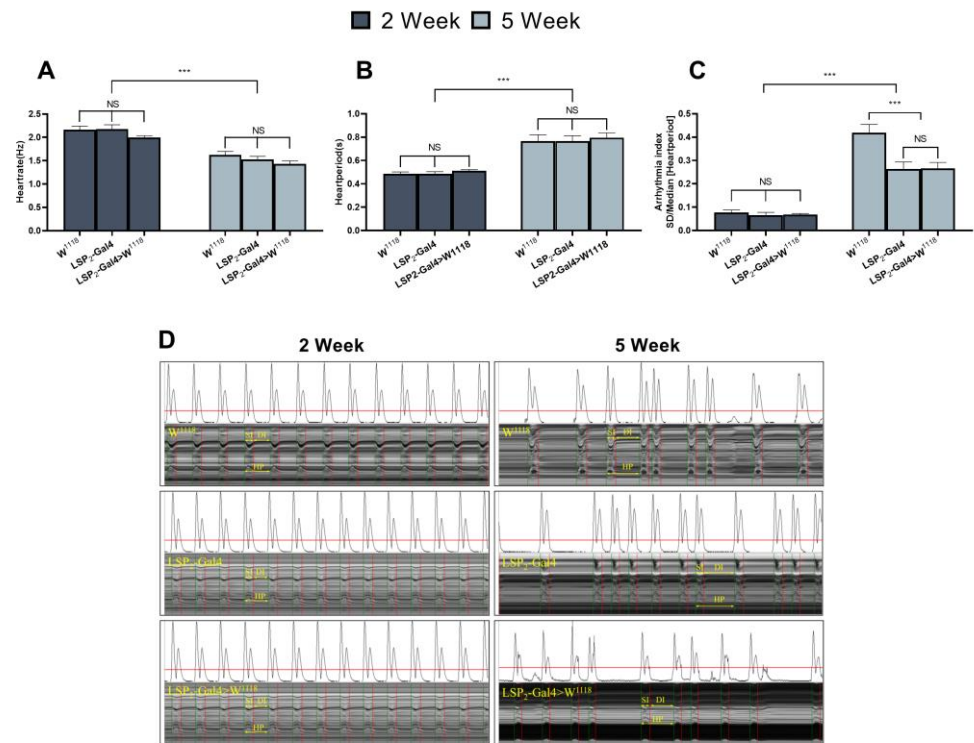 2 Week 5 Week
A
***
NS
NS
Heartrate(Hz)
2.5
2.0
1.5
1.0
0.5
0.0
W¹¹¹⁸
LSP₂-Gal4
LSP₂-Gal4>W¹¹¹⁸
W¹¹¹⁸
LSP₂-Gal4
LSP₂-Gal4>W¹¹¹⁸
B
***
NS
NS
Heartperiod(s)
1.0
0.8
0.6
0.4
0.2
0.0
W¹¹¹⁸
LSP₂-Gal4
LSP2-Gal4>W1118
W¹¹¹⁸
LSP₂-Gal4
LSP2-Gal4>W1118
C
***
***
NS
NS
Arrhythmia index
SD/Median [Heartperiod]
0.5
0.4
0.3
0.2
0.1
0.0
W¹¹¹⁸
LSP₂-Gal4
LSP₂-Gal4>W¹¹¹⁸
W¹¹¹⁸
LSP₂-Gal4
LSP₂-Gal4>W¹¹¹⁸
D
2 Week 5 Week
W¹¹¹⁸
SI DI
HP
W¹¹¹⁸
SI DI
HP
LSP₂-Gal4
SI DI
HP
LSP₂-Gal4
SI DI
HP
LSP₂-Gal4>W¹¹¹⁸
SI DI
HP
LSP₂-Gal4>W¹¹¹⁸
SI DI
HP